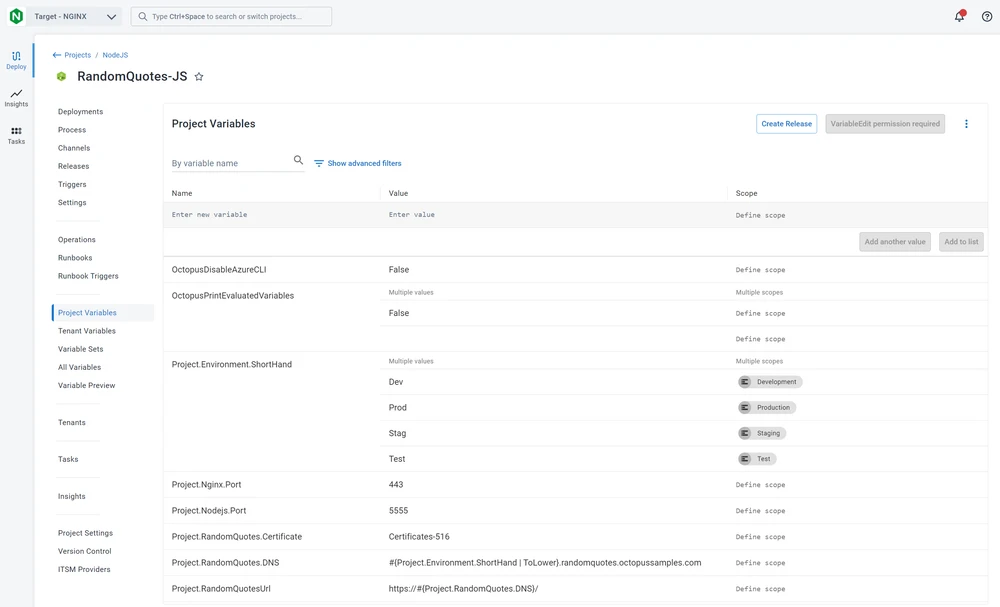 Target - NGINX
Type Ctrl+Space to search or switch projects...
Deploy
Insights
Tasks
Projects / NodeJS
RandomQuotes-JS
Deployments
Process
Channels
Releases
Triggers
Settings
Operations
Runbooks
Runbook Triggers
Project Variables
Tenant Variables
Variable Sets
All Variables
Variable Preview
Tenants
Tasks
Insights
Project Settings
Version Control
ITSM Providers
Project Variables
Create Release
VariableEdit permission required
By variable name
Show advanced filters
Name Value Scope
Enter new variable Enter value Define scope
Add another value Add to list
OctopusDisableAzureCLI False Define scope
OctopusPrintEvaluatedVariables Multiple values Multiple scopes
False Define scope
Define scope
Project.Environment.ShortHand Multiple values Multiple scopes
Dev Development
Prod Production
Stag Staging
Test Test
Project.Nginx.Port 443 Define scope
Project.Nodejs.Port 5555 Define scope
Project.RandomQuotes.Certificate Certificates-516 Define scope
Project.RandomQuotes.DNS #{Project.Environment.ShortHand | ToLower}.randomquotes.octopussamples.com Define scope
Project.RandomQuotesUrl https://#{Project.RandomQuotes.DNS}/ Define scope